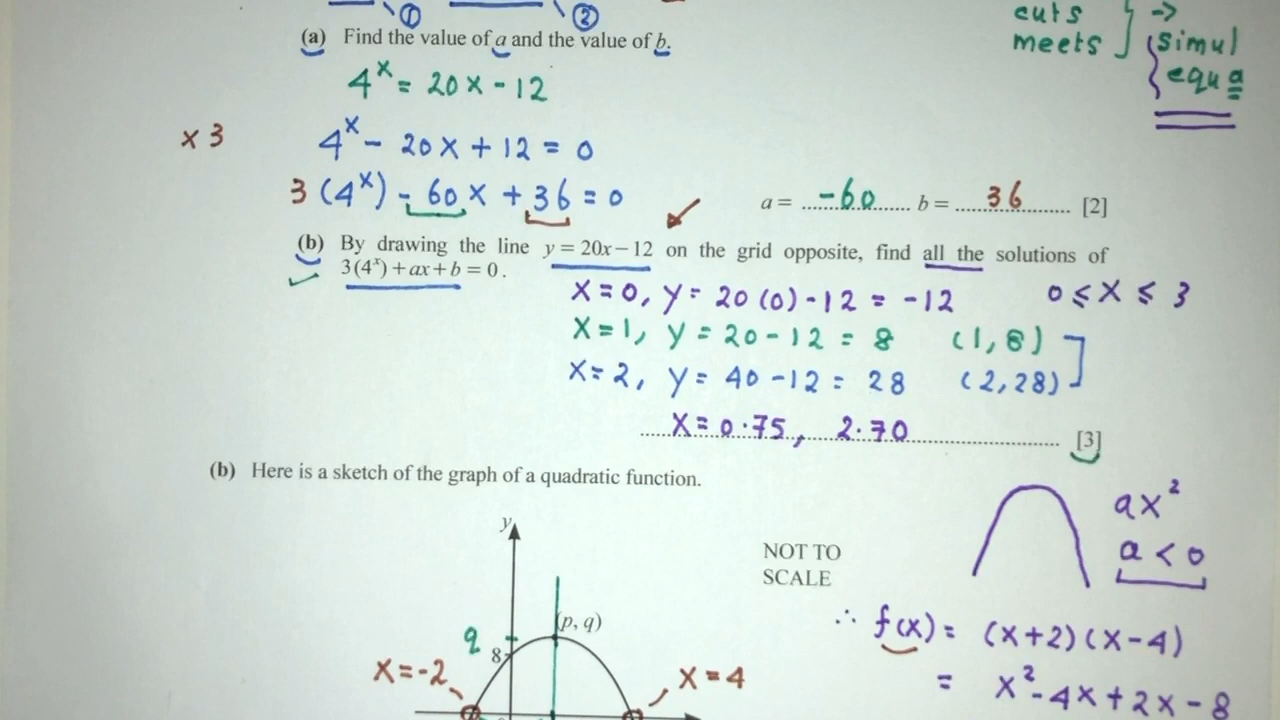 ① ②
cuts
meets
->
simul
equa
(a) Find the value of a and the value of b.
4^x = 20x - 12
x 3
4^x - 20x + 12 = 0
3 (4^x) - 60x + 36 = 0
a = -60 b = 36 [2]
(b) By drawing the line y = 20x - 12 on the grid opposite, find all the solutions of
3(4^x) + ax + b = 0.
x = 0, y = 20(0) - 12 = -12 0 ≤ x ≤ 3
x = 1, y = 20 - 12 = 8 (1, 8)
x = 2, y = 40 - 12 = 28 (2, 28)
x = 0.75, 2.70 [3]
(b) Here is a sketch of the graph of a quadratic function.
ax²
a < 0
y
NOT TO
SCALE
(p, q)
9
8
x = -2
x = 4
∴ f(x) = (x+2)(x-4)
= x² - 4x + 2x - 8